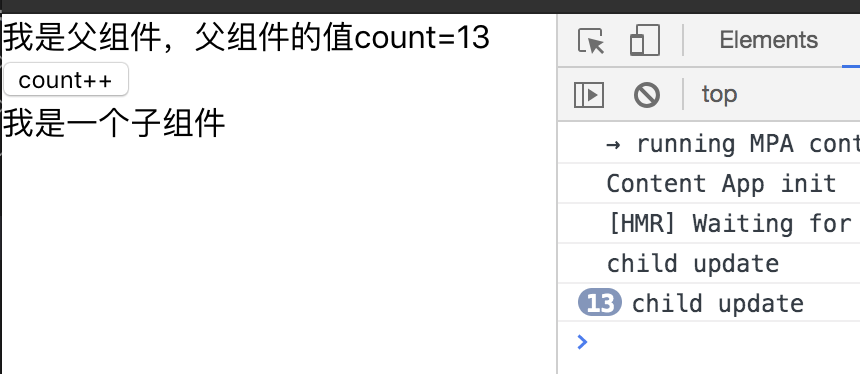 我是父组件，父组件的值count=13
count++
我是一个子组件
Elements
top
→ running MPA cont
Content App init
[HMR] Waiting for
child update
13 child update